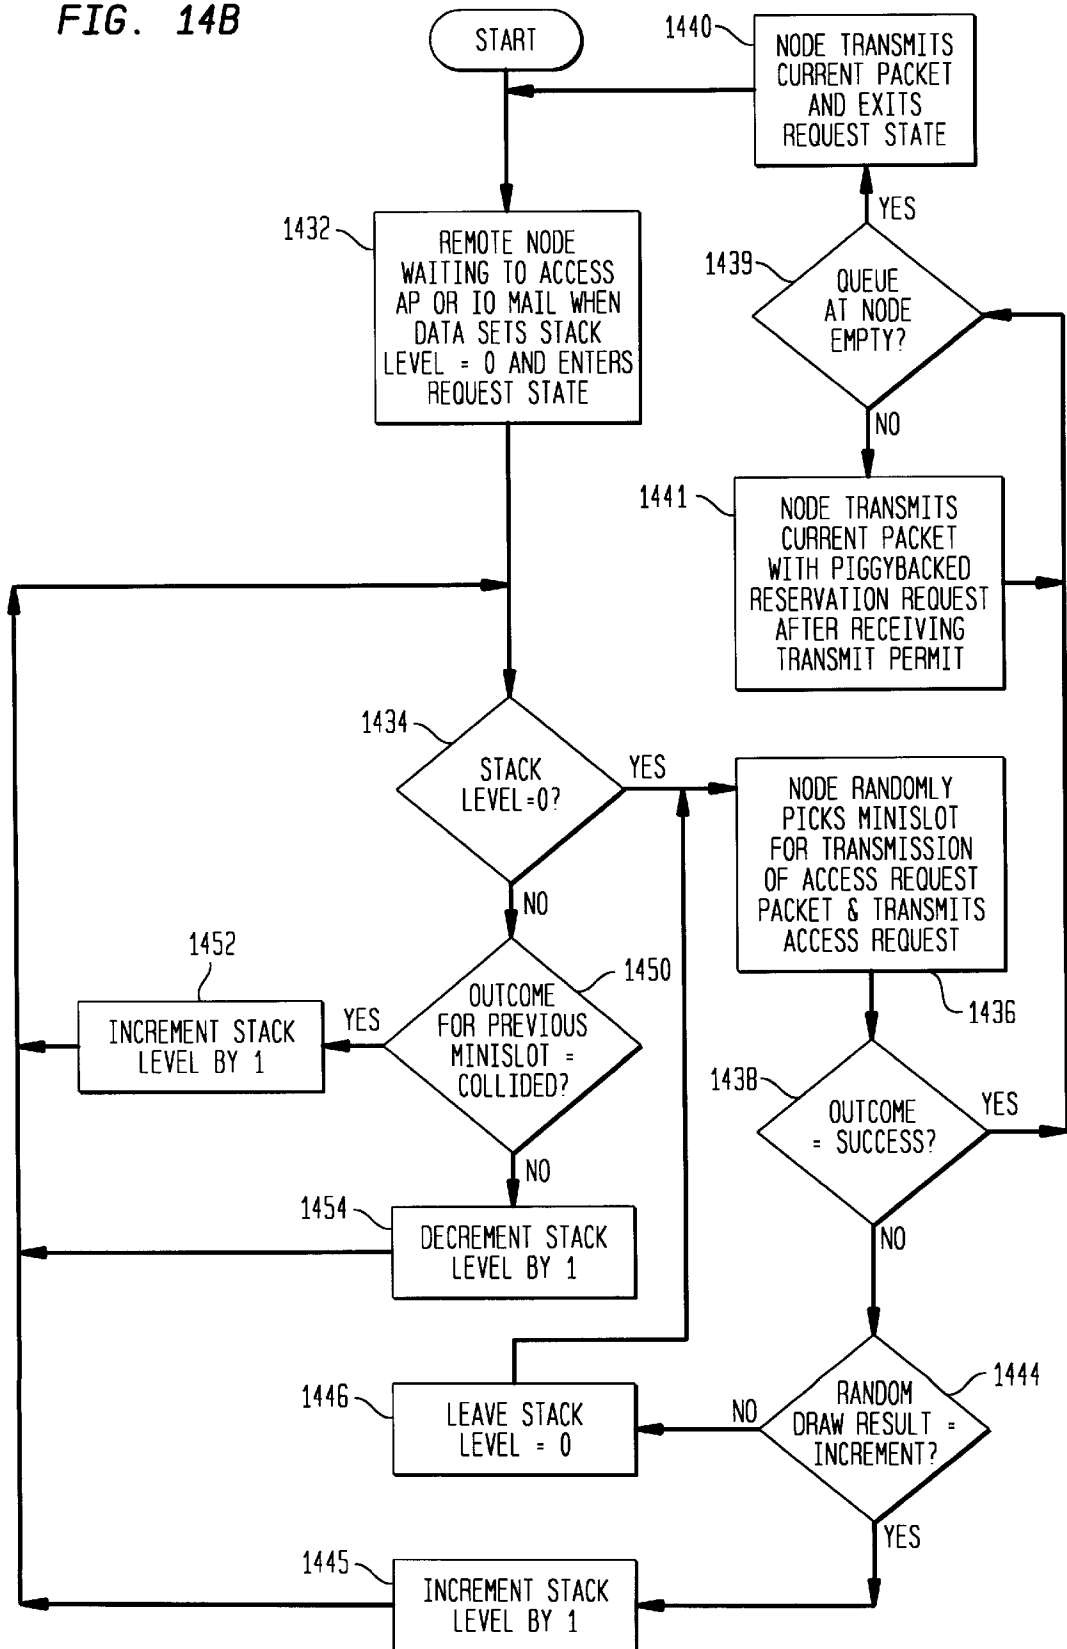 FIG. 14B
START
1440
NODE TRANSMITS
CURRENT PACKET
AND EXITS
REQUEST STATE
YES
1432
REMOTE NODE
WAITING TO ACCESS
AP OR IO MAIL WHEN
DATA SETS STACK
LEVEL = 0 AND ENTERS
REQUEST STATE
1439
QUEUE
AT NODE
EMPTY?
NO
1441
NODE TRANSMITS
CURRENT PACKET
WITH PIGGYBACKED
RESERVATION REQUEST
AFTER RECEIVING
TRANSMIT PERMIT
1434
STACK
LEVEL=0?
YES
NO
NODE RANDOMLY
PICKS MINISLOT
FOR TRANSMISSION
OF ACCESS REQUEST
PACKET & TRANSMITS
ACCESS REQUEST
1436
1452
INCREMENT STACK
LEVEL BY 1
YES
1450
OUTCOME
FOR PREVIOUS
MINISLOT =
COLLIDED?
NO
1438
OUTCOME
= SUCCESS?
YES
NO
1454
DECREMENT STACK
LEVEL BY 1
1446
LEAVE STACK
LEVEL = 0
NO
1444
RANDOM
DRAW RESULT =
INCREMENT?
YES
1445
INCREMENT STACK
LEVEL BY 1